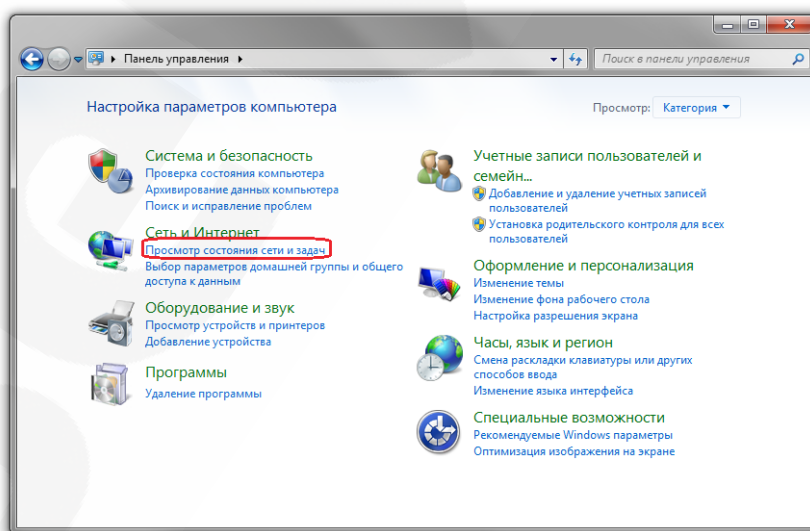 Панель управления
Поиск в панели управления
Настройка параметров компьютера
Просмотр: Категория
Система и безопасность
Проверка состояния компьютера
Архивирование данных компьютера
Поиск и исправление проблем
Сеть и Интернет
Просмотр состояния сети и задач
Выбор параметров домашней группы и общего
доступа к данным
Оборудование и звук
Просмотр устройств и принтеров
Добавление устройства
Программы
Удаление программы
Учетные записи пользователей и
семейн...
Добавление и удаление учетных записей
пользователей
Установка родительского контроля для всех
пользователей
Оформление и персонализация
Изменение темы
Изменение фона рабочего стола
Настройка разрешения экрана
Часы, язык и регион
Смена раскладки клавиатуры или других
способов ввода
Изменение языка интерфейса
Специальные возможности
Рекомендуемые Windows параметры
Оптимизация изображения на экране